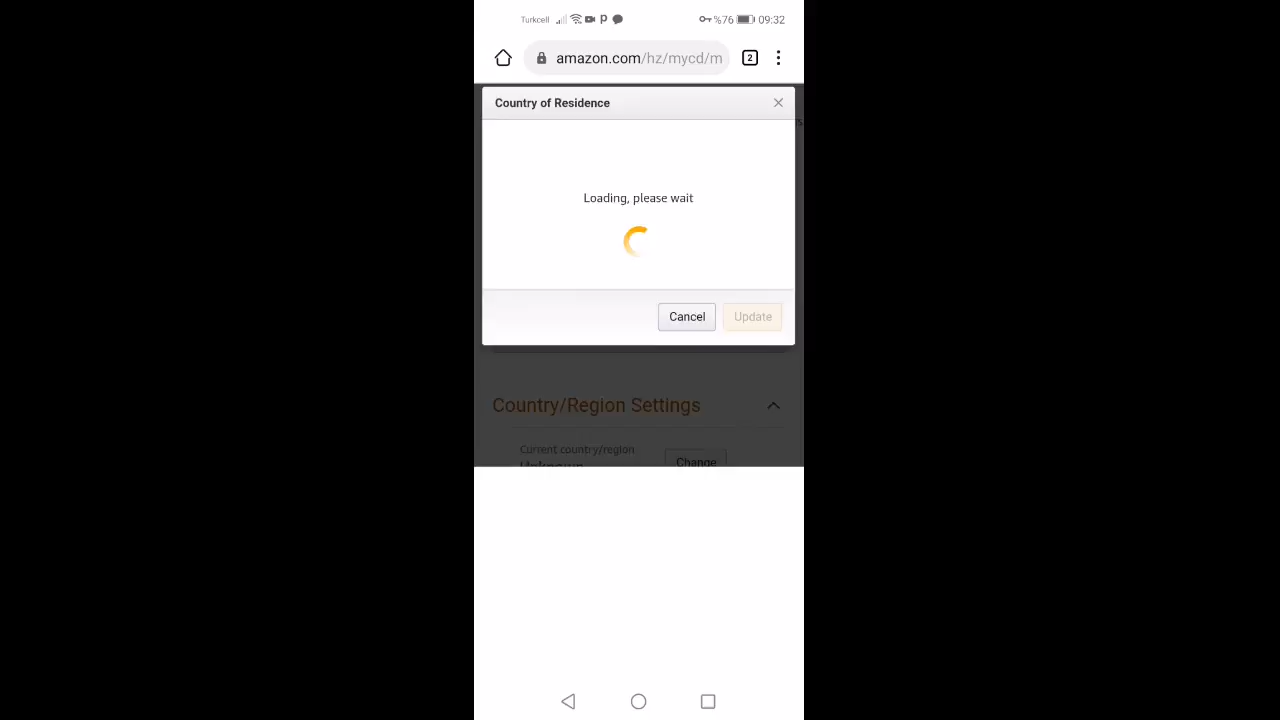 Turkcell %76 09:32
amazon.com/hz/mycd/m 2
Country of Residence
Loading, please wait
Cancel Update
Country/Region Settings
Current country/region
Unknown Change